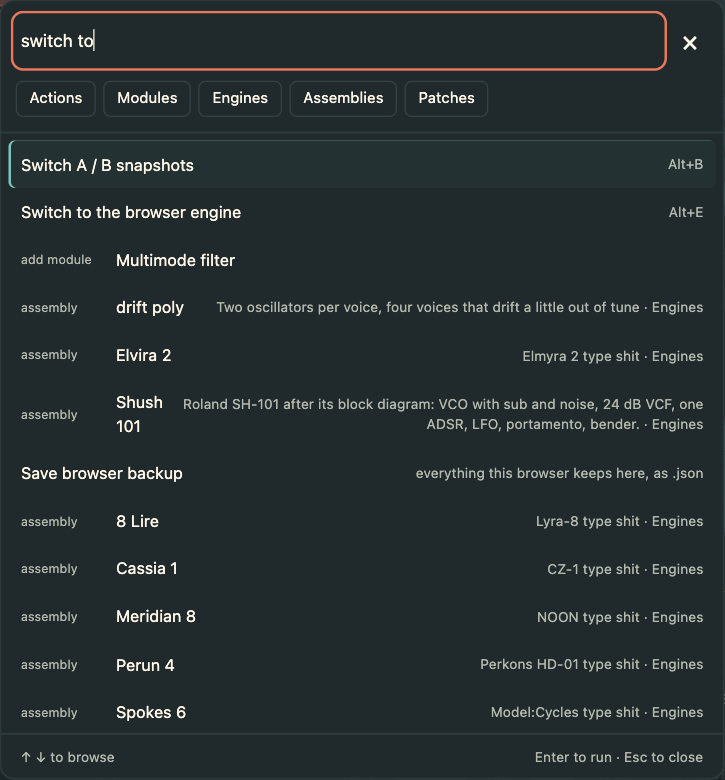 switch to
Actions Modules Engines Assemblies Patches
Switch A / B snapshots Alt+B
Switch to the browser engine Alt+E
add module Multimode filter
assembly drift poly Two oscillators per voice, four voices that drift a little out of tune · Engines
assembly Elvira 2 Elmyra 2 type shit · Engines
assembly Shush 101 Roland SH-101 after its block diagram: VCO with sub and noise, 24 dB VCF, one
ADSR, LFO, portamento, bender. · Engines
Save browser backup everything this browser keeps here, as .json
assembly 8 Lire Lyra-8 type shit · Engines
assembly Cassia 1 CZ-1 type shit · Engines
assembly Meridian 8 NOON type shit · Engines
assembly Perun 4 Perkons HD-01 type shit · Engines
assembly Spokes 6 Model:Cycles type shit · Engines
↑ ↓ to browse Enter to run · Esc to close